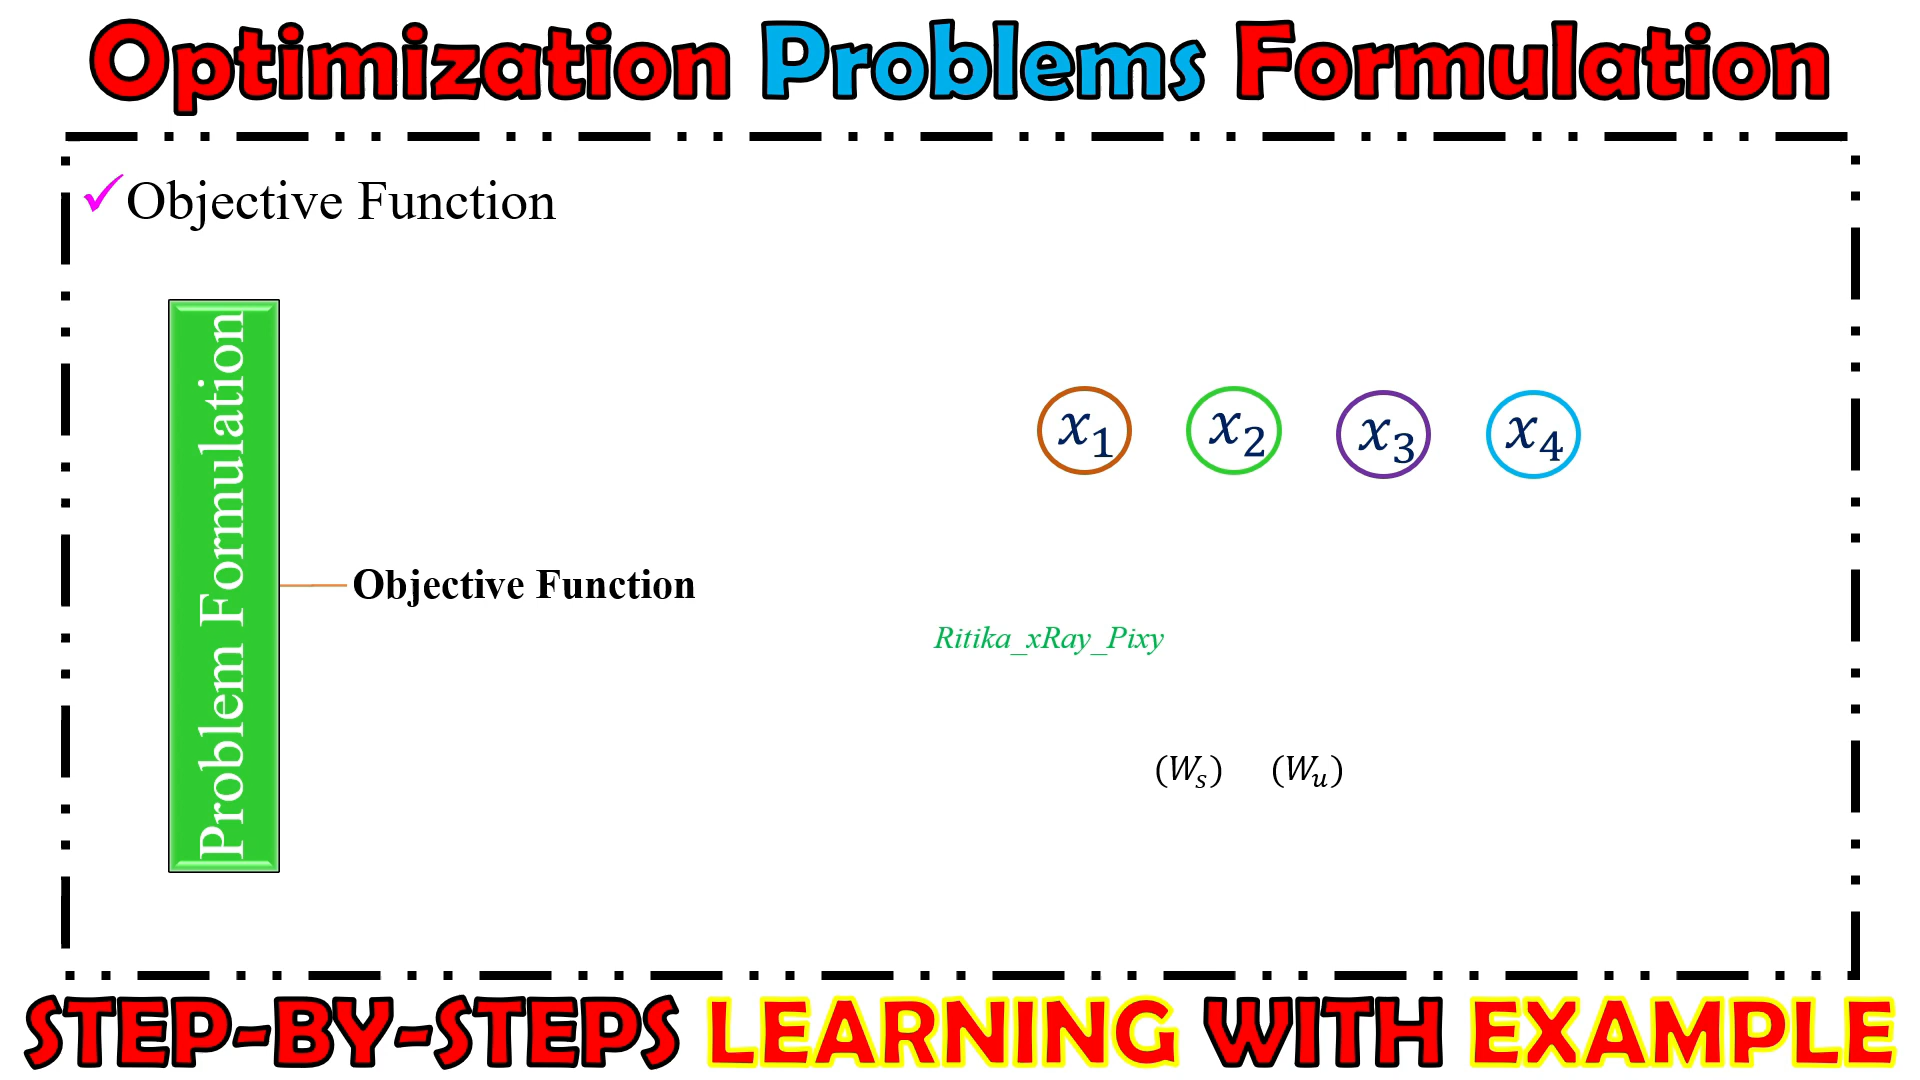 Optimization Problems Formulation
✓Objective Function
Problem Formulation
x₁ x₂ x₃ x₄
Objective Function
Ritika_xRay_Pixy
(Wₛ) (Wᵤ)
STEP-BY-STEPS LEARNING WITH EXAMPLE